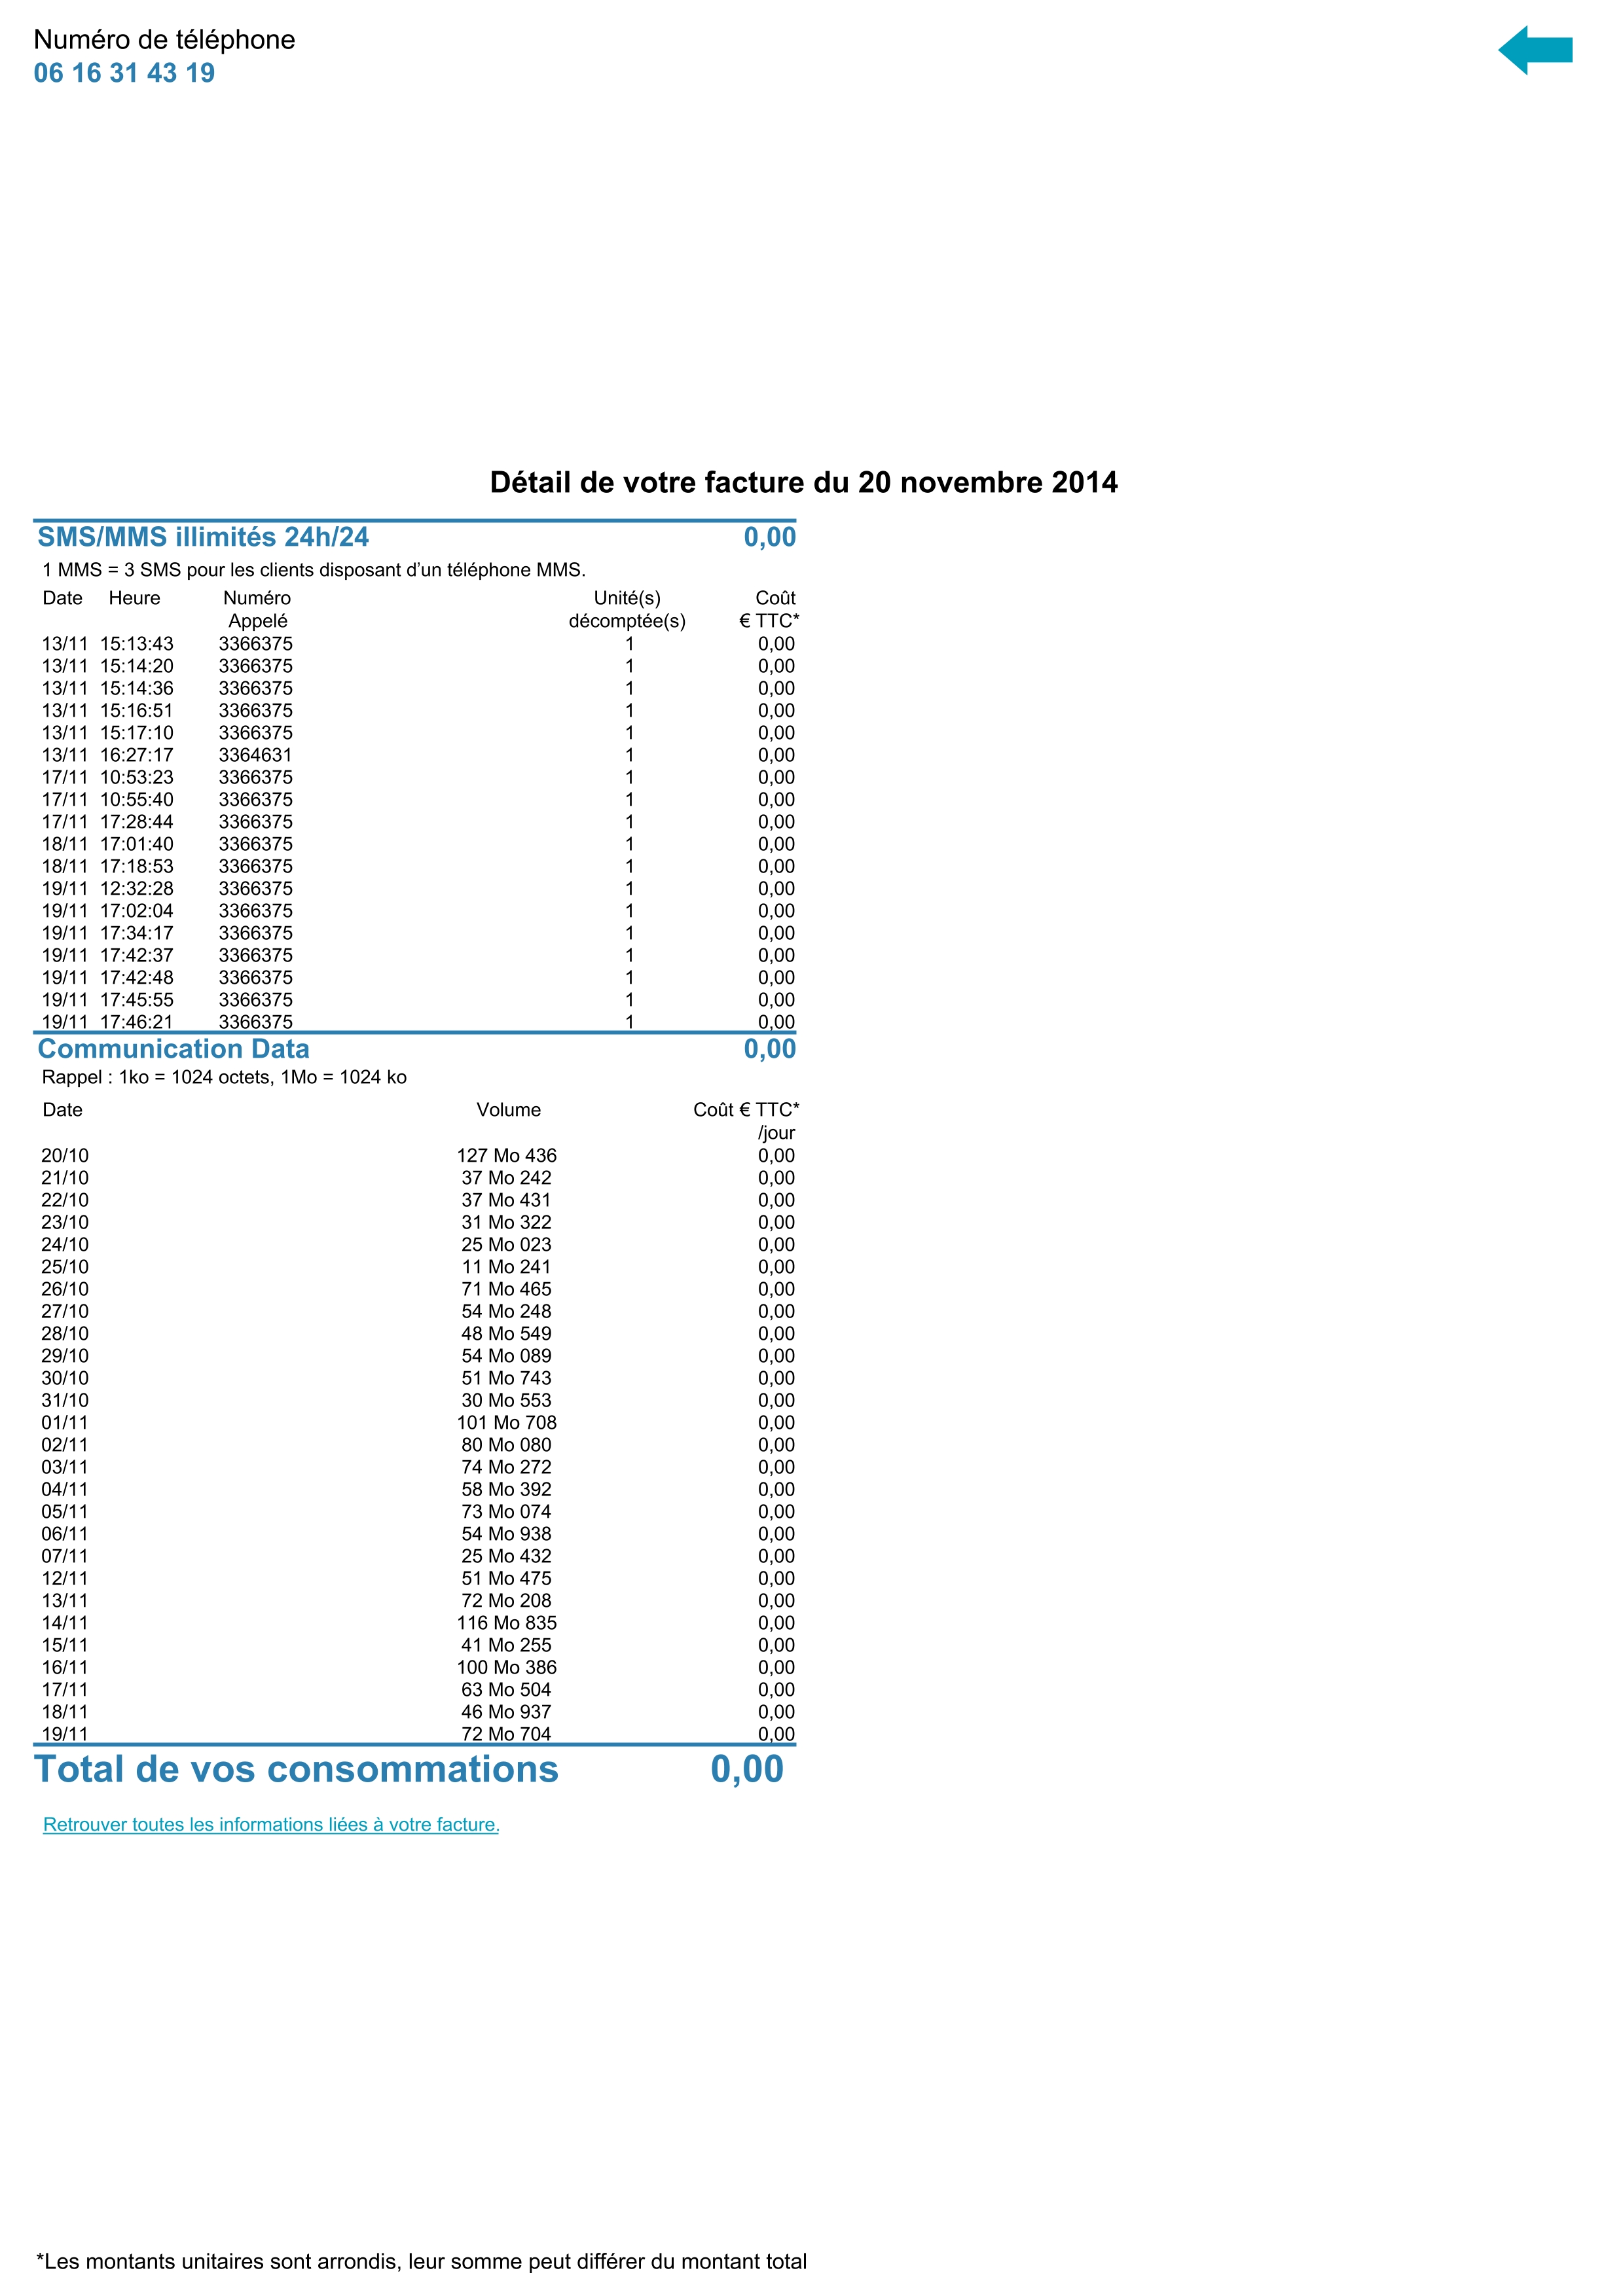 Numéro de téléphone
06 16 31 43 19
Détail de votre facture du 20 novembre 2014
SMS/MMS illimités 24h/24 0,00
1 MMS = 3 SMS pour les clients disposant d'un téléphone MMS.
Date Heure Numéro Unité(s) Coût
Appelé décomptée(s) € TTC*
13/11 15:13:43 3366375 1 0,00
13/11 15:14:20 3366375 1 0,00
13/11 15:14:36 3366375 1 0,00
13/11 15:16:51 3366375 1 0,00
13/11 15:17:10 3366375 1 0,00
13/11 16:27:17 3364631 1 0,00
17/11 10:53:23 3366375 1 0,00
17/11 10:55:40 3366375 1 0,00
17/11 17:28:44 3366375 1 0,00
18/11 17:01:40 3366375 1 0,00
18/11 17:18:53 3366375 1 0,00
19/11 12:32:28 3366375 1 0,00
19/11 17:02:04 3366375 1 0,00
19/11 17:34:17 3366375 1 0,00
19/11 17:42:37 3366375 1 0,00
19/11 17:42:48 3366375 1 0,00
19/11 17:45:55 3366375 1 0,00
19/11 17:46:21 3366375 1 0,00
Communication Data 0,00
Rappel : 1ko = 1024 octets, 1Mo = 1024 ko
Date Volume Coût € TTC*
/jour
20/10 127 Mo 436 0,00
21/10 37 Mo 242 0,00
22/10 37 Mo 431 0,00
23/10 31 Mo 322 0,00
24/10 25 Mo 023 0,00
25/10 11 Mo 241 0,00
26/10 71 Mo 465 0,00
27/10 54 Mo 248 0,00
28/10 48 Mo 549 0,00
29/10 54 Mo 089 0,00
30/10 51 Mo 743 0,00
31/10 30 Mo 553 0,00
01/11 101 Mo 708 0,00
02/11 80 Mo 080 0,00
03/11 74 Mo 272 0,00
04/11 58 Mo 392 0,00
05/11 73 Mo 074 0,00
06/11 54 Mo 938 0,00
07/11 25 Mo 432 0,00
12/11 51 Mo 475 0,00
13/11 72 Mo 208 0,00
14/11 116 Mo 835 0,00
15/11 41 Mo 255 0,00
16/11 100 Mo 386 0,00
17/11 63 Mo 504 0,00
18/11 46 Mo 937 0,00
19/11 72 Mo 704 0,00
Total de vos consommations 0,00
Retrouver toutes les informations liées à votre facture.
*Les montants unitaires sont arrondis, leur somme peut différer du montant total